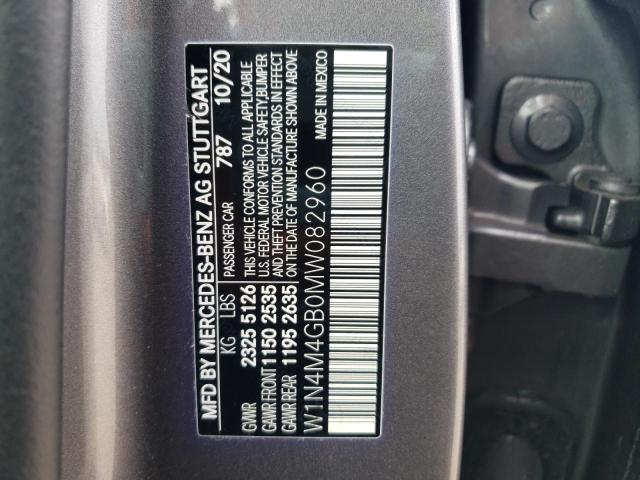 MFD BY MERCEDES-BENZ AG STUTTGART
KG LBS PASSENGER CAR 787 10/20
GVWR 2325 5126 THIS VEHICLE CONFORMS TO ALL APPLICABLE
GAWR FRONT 1150 2535 U.S. FEDERAL MOTOR VEHICLE SAFETY,BUMPER
GAWR REAR 1195 2635 AND THEFT PREVENTION STANDARDS IN EFFECT
ON THE DATE OF MANUFACTURE SHOWN ABOVE
W1N4M4GB0MW082960 MADE IN MEXICO